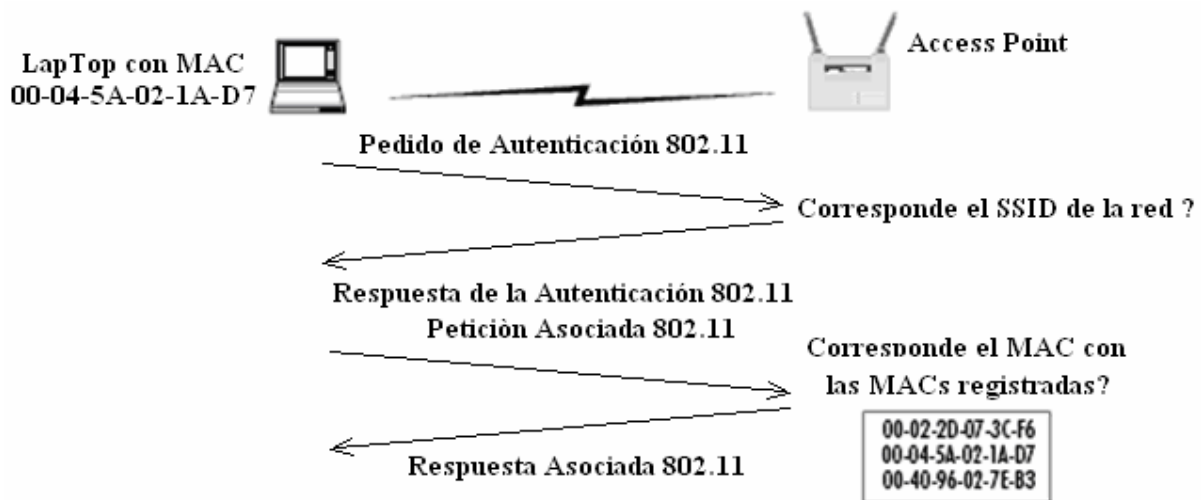 LapTop con MAC
00-04-5A-02-1A-D7
Access Point
Pedido de Autenticación 802.11
Corresponde el SSID de la red ?
Respuesta de la Autenticación 802.11
Peticiòn Asociada 802.11
Corresponde el MAC con
las MACs registradas?
00-02-2D-07-3C-F6
00-04-5A-02-1A-D7
00-40-96-02-7E-B3
Respuesta Asociada 802.11